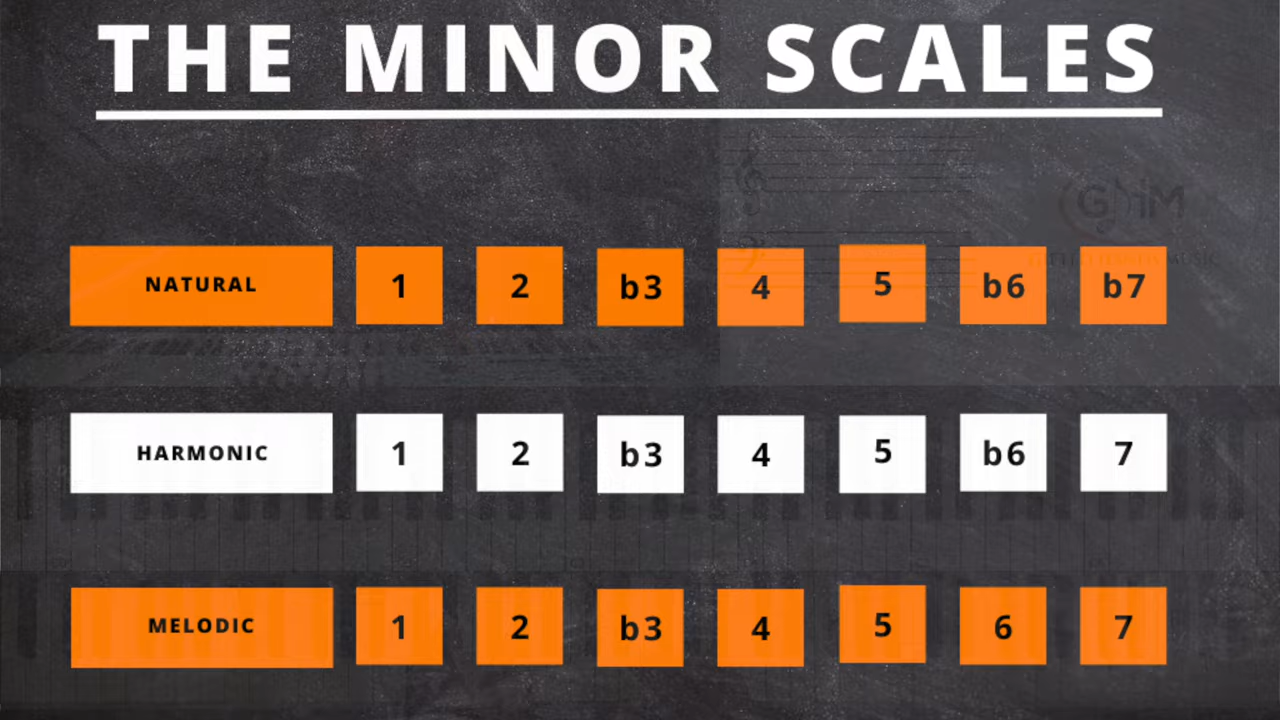 THE MINOR SCALES
NATURAL 1 2 b3 4 5 b6 b7
HARMONIC 1 2 b3 4 5 b6 7
MELODIC 1 2 b3 4 5 6 7